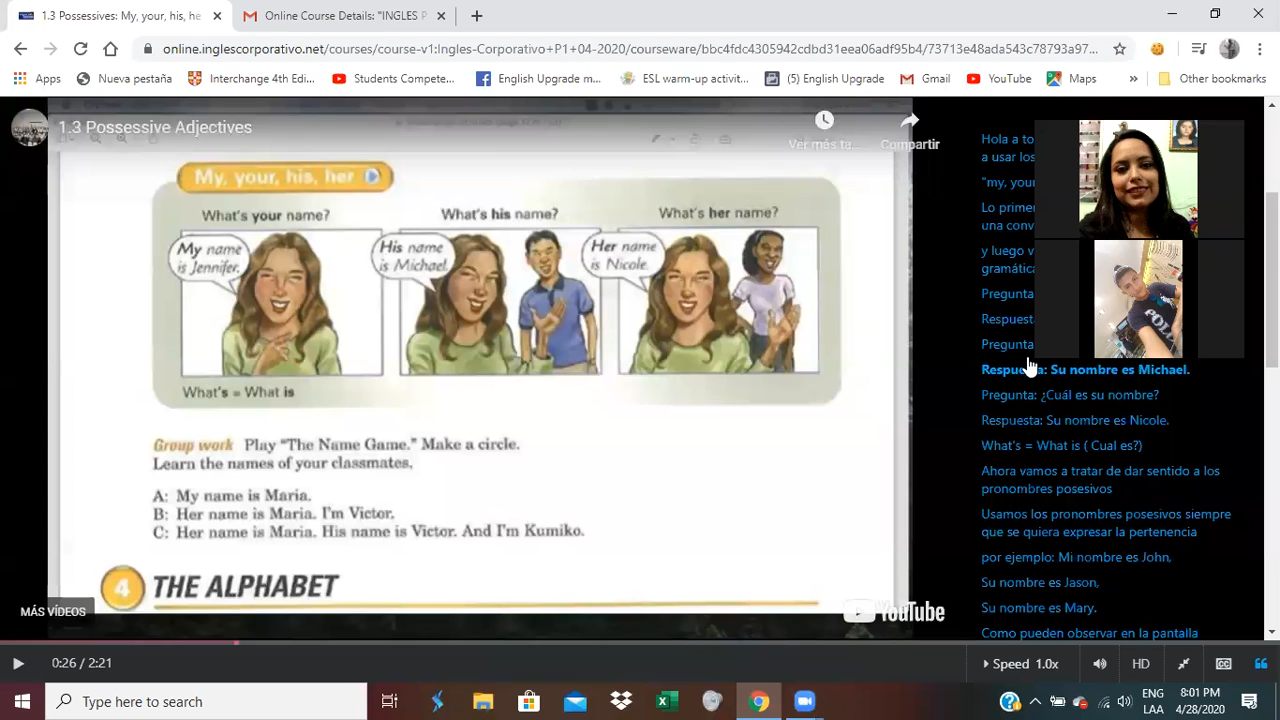 1.3 Possessives: My, your, his, he
Online Course Details: "INGLES P
online.inglescorporativo.net/courses/course-v1:Ingles-Corporativo+P1+04-2020/courseware/bbc4fdc4305942cdbd31eea06adf95b4/73713e48ada543c78793a97...
Apps
Nueva pestaña
Interchange 4th Edi...
Students Compete...
English Upgrade m...
ESL warm-up activit...
(5) English Upgrade
Gmail
YouTube
Maps
»
Other bookmarks
1.3 Possessive Adjectives
Ver más ta...
Compartir
My, your, his, her
What's your name?
What's his name?
What's her name?
My name
is Jennifer.
His name
is Michael.
Her name
is Nicole.
What's = What is
Group work Play "The Name Game." Make a circle.
Learn the names of your classmates.
A: My name is Maria.
B: Her name is Maria. I'm Victor.
C: Her name is Maria. His name is Victor. And I'm Kumiko.
4 THE ALPHABET
MÁS VÍDEOS
YouTube
Hola a to
a usar los
"my, your
Lo primer
una conv
y luego v
gramática
Pregunta
Respuest
Pregunta
Respuesta: Su nombre es Michael.
Pregunta: ¿Cuál es su nombre?
Respuesta: Su nombre es Nicole.
What's = What is ( Cual es?)
Ahora vamos a tratar de dar sentido a los
pronombres posesivos
Usamos los pronombres posesivos siempre
que se quiera expresar la pertenencia
por ejemplo: Mi nombre es John,
Su nombre es Jason,
Su nombre es Mary.
Como pueden observar en la pantalla
POL
0:26 / 2:21
Speed 1.0x
HD
Type here to search
ENG
LAA
8:01 PM
4/28/2020